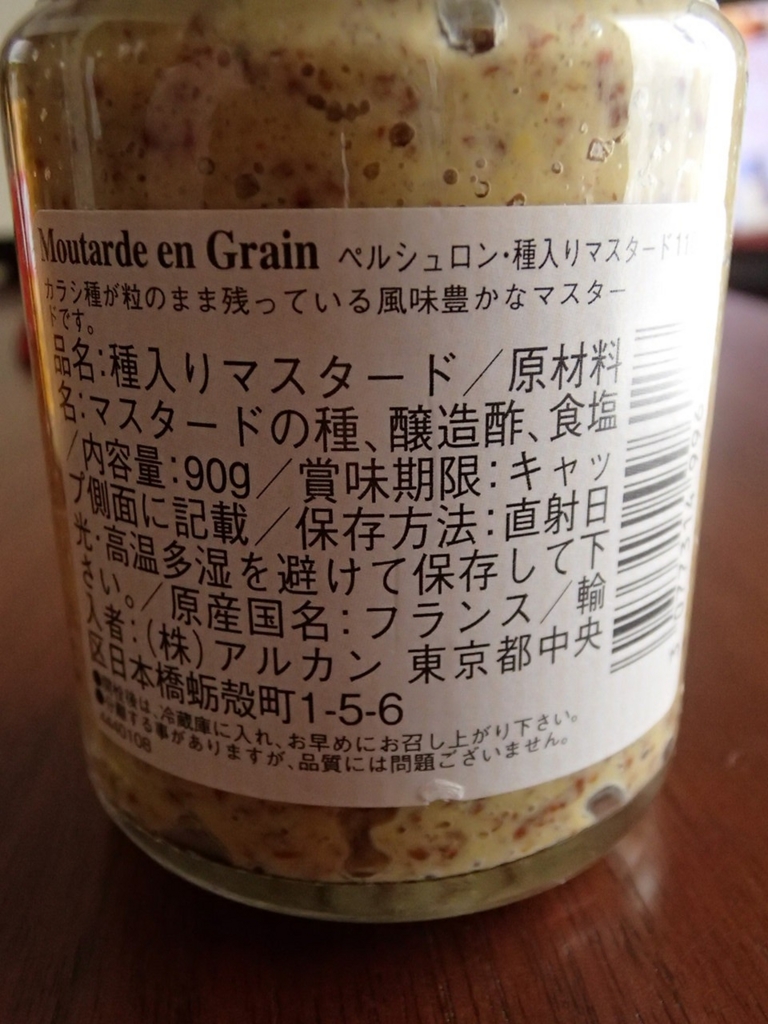 Moutarde en Grain ペルシュロン・種入りマスタード11
カラシ種が粒のまま残っている風味豊かなマスター
ドです。
品名：種入りマスタード／原材料
名：マスタードの種、醸造酢、食塩
／内容量：90g／賞味期限：キャッ
プ側面に記載／保存方法：直射日
光・高温多湿を避けて保存して下
さい。／原産国名：フランス／輸
入者：(株)アルカン 東京都中央
区日本橋蛎殻町1-5-6
●開栓後は、冷蔵庫に入れ、お早めにお召し上がり下さい。
●分離する事がありますが、品質には問題ございません。
4440108